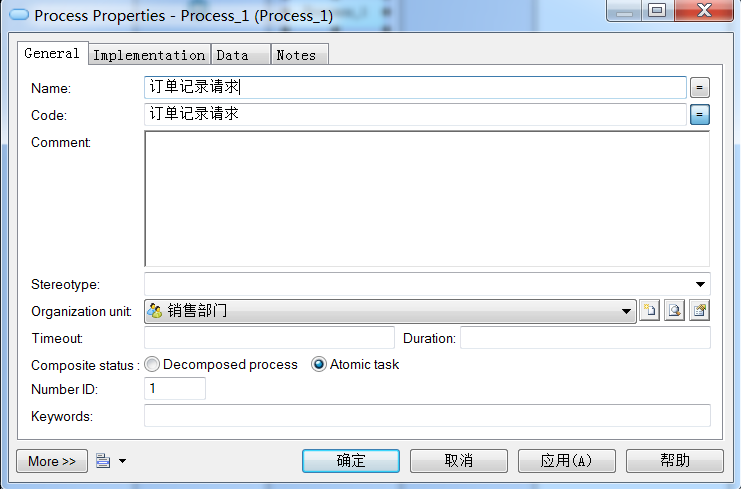 Process Properties - Process_1 (Process_1)
General
Implementation
Data
Notes
Name:
订单记录请求
=
Code:
订单记录请求
=
Comment:
Stereotype:
Organization unit:
销售部门
Timeout:
Duration:
Composite status :
Decomposed process
Atomic task
Number ID:
1
Keywords:
More >>
确定
取消
应用(A)
帮助